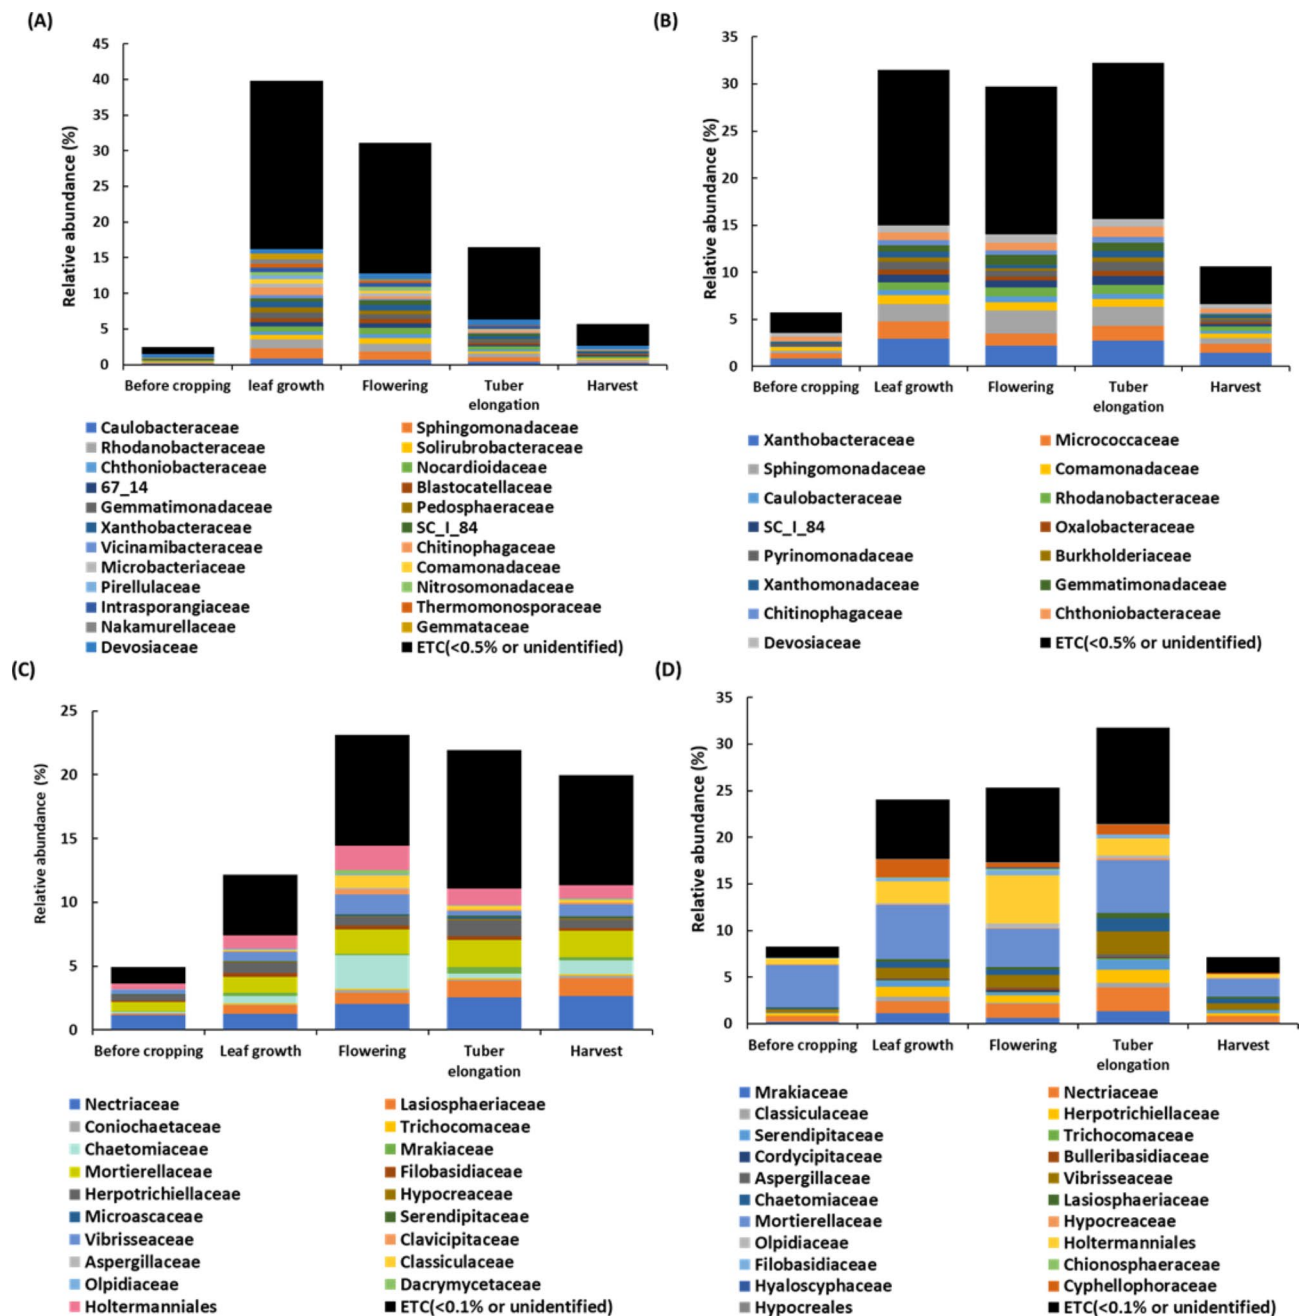 (A)
45
40
35
30
25
20
15
10
5
0
Relative abundance (%)
Before cropping
leaf growth
Flowering
Tuber
elongation
Harvest
Caulobacteraceae
Sphingomonadaceae
Rhodanobacteraceae
Solirubrobacteraceae
Chthoniobacteraceae
Nocardioidaceae
67_14
Blastocatellaceae
Gemmatimonadaceae
Pedosphaeraceae
Xanthobacteraceae
SC_I_84
Vicinamibacteraceae
Chitinophagaceae
Microbacteriaceae
Comamonadaceae
Pirellulaceae
Nitrosomonadaceae
Intrasporangiaceae
Thermomonosporaceae
Nakamurellaceae
Gemmataceae
Devosiaceae
ETC(<0.5% or unidentified)
(B)
35
30
25
20
15
10
5
0
Relative abundance (%)
Before cropping
Leaf growth
Flowering
Tuber
elongation
Harvest
Xanthobacteraceae
Micrococcaceae
Sphingomonadaceae
Comamonadaceae
Caulobacteraceae
Rhodanobacteraceae
SC_I_84
Oxalobacteraceae
Pyrinomonadaceae
Burkholderiaceae
Xanthomonadaceae
Gemmatimonadaceae
Chitinophagaceae
Chthoniobacteraceae
Devosiaceae
ETC(<0.5% or unidentified)
(C)
25
20
15
10
5
0
Relative abundance (%)
Before cropping
Leaf growth
Flowering
Tuber
elongation
Harvest
Nectriaceae
Lasiosphaeriaceae
Coniochaetaceae
Trichocomaceae
Chaetomiaceae
Mrakiaceae
Mortierellaceae
Filobasidiaceae
Herpotrichiellaceae
Hypocreaceae
Microascaceae
Serendipitaceae
Vibrisseaceae
Clavicipitaceae
Aspergillaceae
Classiculaceae
Olpidiaceae
Dacrymycetaceae
Holtermanniales
ETC(<0.1% or unidentified)
(D)
35
30
25
20
15
10
5
0
Relative abundance (%)
Before cropping
Leaf growth
Flowering
Tuber
elongation
Harvest
Mrakiaceae
Nectriaceae
Classiculaceae
Herpotrichiellaceae
Serendipitaceae
Trichocomaceae
Cordycipitaceae
Bulleribasidiaceae
Aspergillaceae
Vibrisseaceae
Chaetomiaceae
Lasiosphaeriaceae
Mortierellaceae
Hypocreaceae
Olpidiaceae
Holtermanniales
Filobasidiaceae
Chionosphaeraceae
Hyaloscyphaceae
Cyphellophoraceae
Hypocreales
ETC(<0.1% or unidentified)